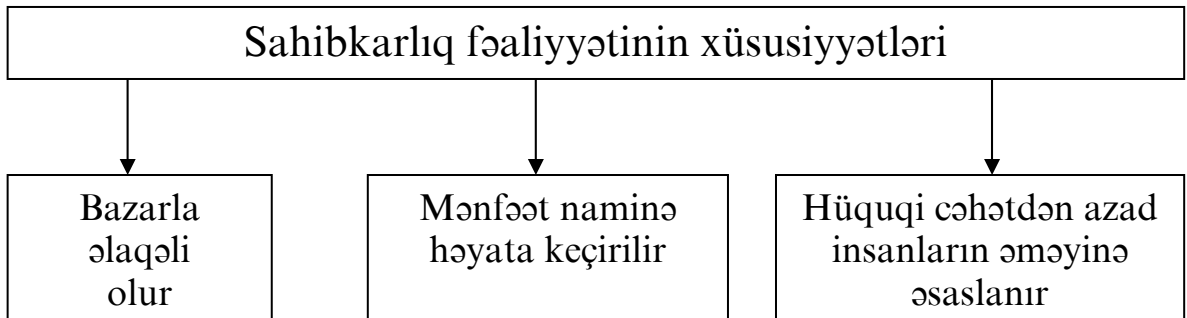 Sahibkarlıq fəaliyyətinin xüsusiyyətləri
Bazarla
əlaqəli
olur
Mənfəət naminə
həyata keçirilir
Hüquqi cəhətdən azad
insanların əməyinə
əsaslanır